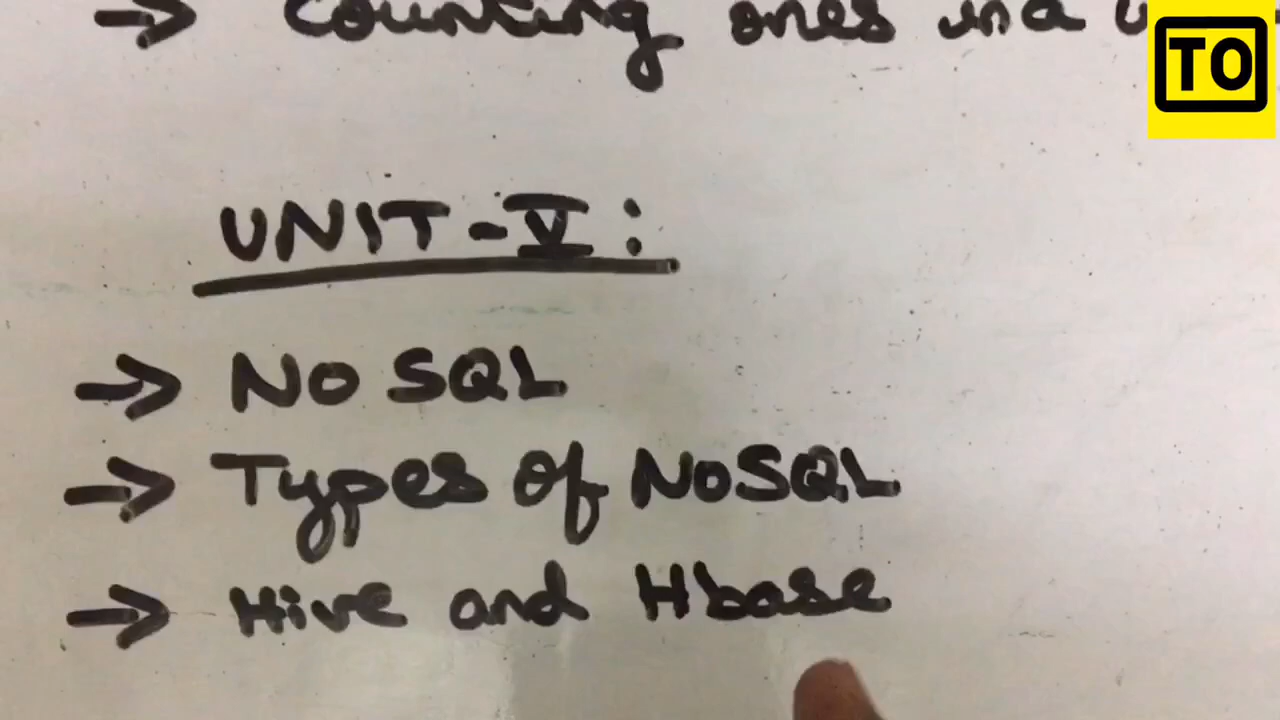 → Counting ones in a
TO
UNIT-V:
→ NO SQL
→ Types of NoSQL
→ Hive and Hbase